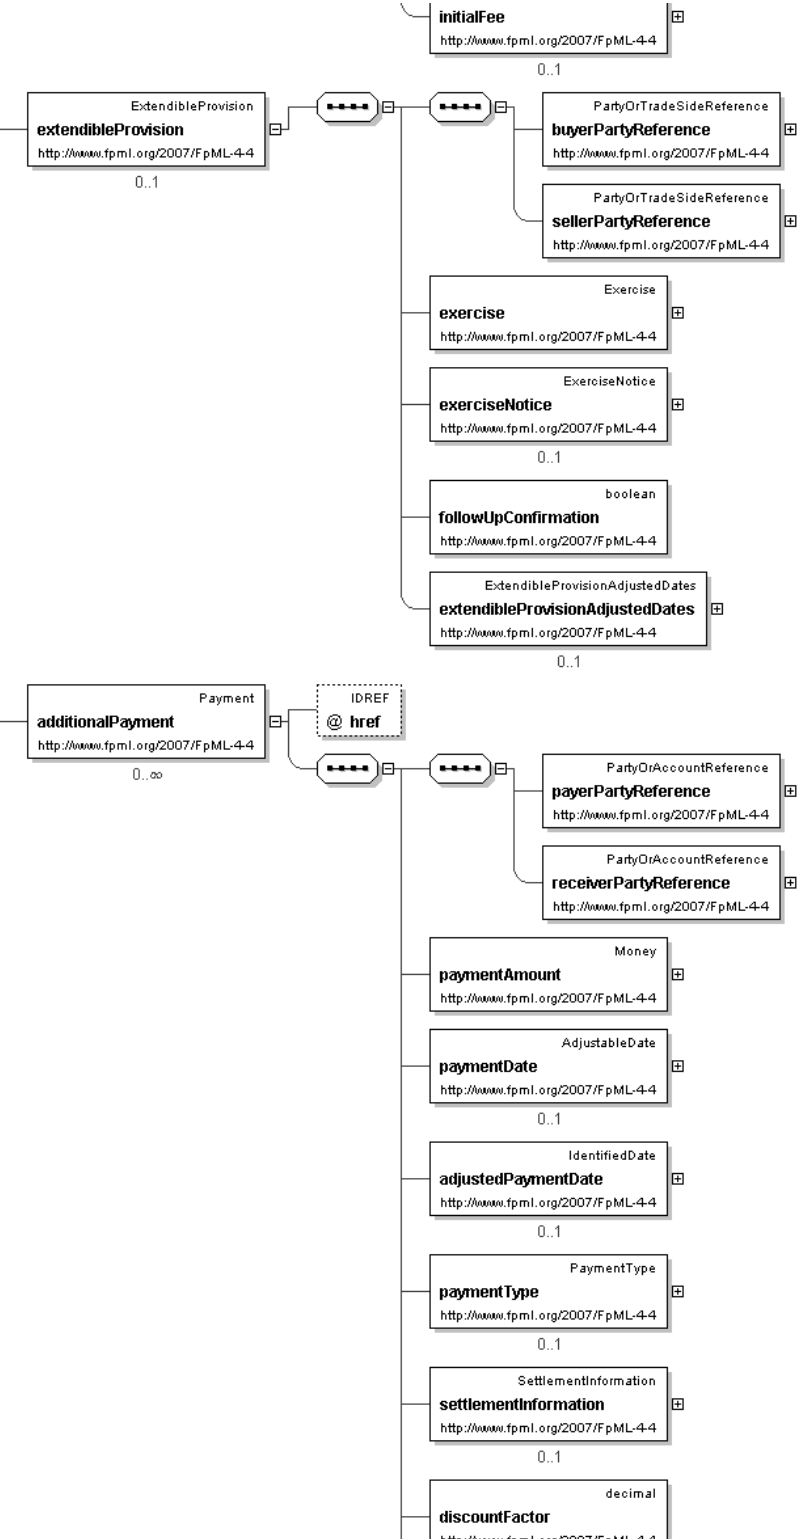 initialFee
http://www.fpml.org/2007/FpML-4-4
0..1
ExtendibleProvision
extendibleProvision
http://www.fpml.org/2007/FpML-4-4
0..1
PartyOrTradeSideReference
buyerPartyReference
http://www.fpml.org/2007/FpML-4-4
PartyOrTradeSideReference
sellerPartyReference
http://www.fpml.org/2007/FpML-4-4
Exercise
exercise
http://www.fpml.org/2007/FpML-4-4
ExerciseNotice
exerciseNotice
http://www.fpml.org/2007/FpML-4-4
0..1
boolean
followUpConfirmation
http://www.fpml.org/2007/FpML-4-4
ExtendibleProvisionAdjustedDates
extendibleProvisionAdjustedDates
http://www.fpml.org/2007/FpML-4-4
0..1
Payment
additionalPayment
http://www.fpml.org/2007/FpML-4-4
0..∞
IDREF
@ href
PartyOrAccountReference
payerPartyReference
http://www.fpml.org/2007/FpML-4-4
PartyOrAccountReference
receiverPartyReference
http://www.fpml.org/2007/FpML-4-4
Money
paymentAmount
http://www.fpml.org/2007/FpML-4-4
AdjustableDate
paymentDate
http://www.fpml.org/2007/FpML-4-4
0..1
IdentifiedDate
adjustedPaymentDate
http://www.fpml.org/2007/FpML-4-4
0..1
PaymentType
paymentType
http://www.fpml.org/2007/FpML-4-4
0..1
SettlementInformation
settlementInformation
http://www.fpml.org/2007/FpML-4-4
0..1
decimal
discountFactor